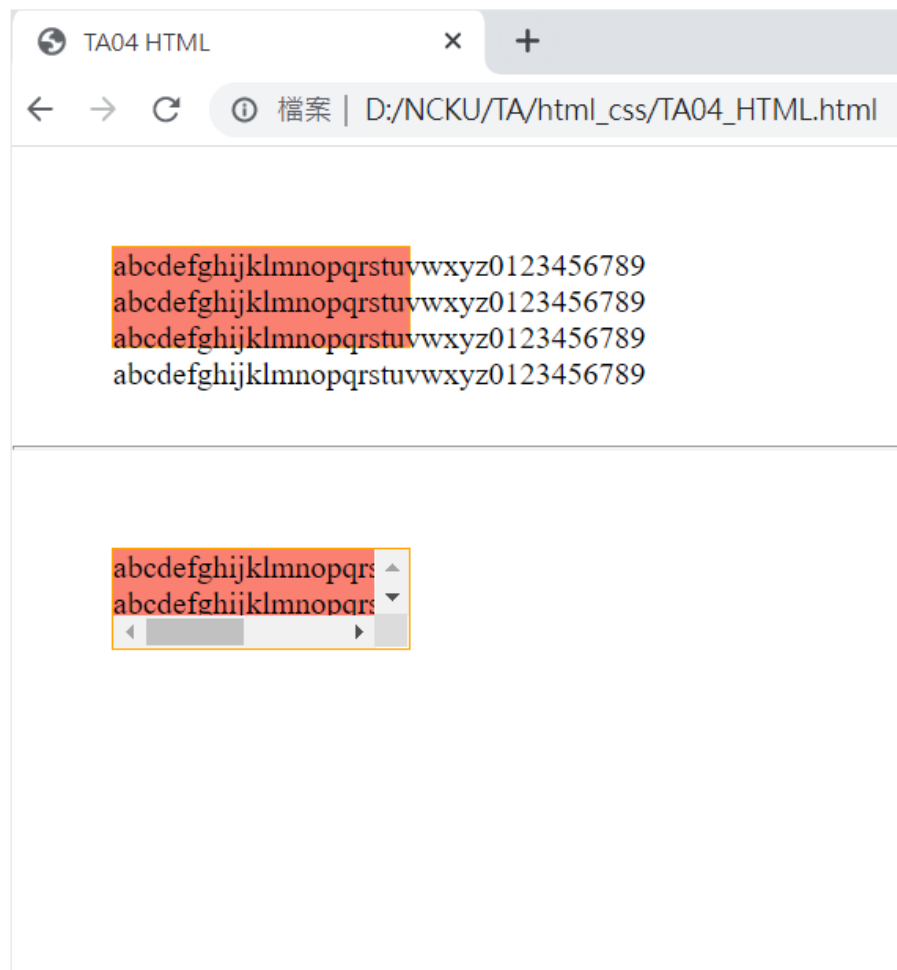 TA04 HTML
檔案 D:/NCKU/TA/html_css/TA04_HTML.html
abcdefghijklmnopqrstuvwxyz0123456789
abcdefghijklmnopqrstuvwxyz0123456789
abcdefghijklmnopqrstuvwxyz0123456789
abcdefghijklmnopqrstuvwxyz0123456789
abcdefghijklmnopqrs
abcdefghijklmnopqrs